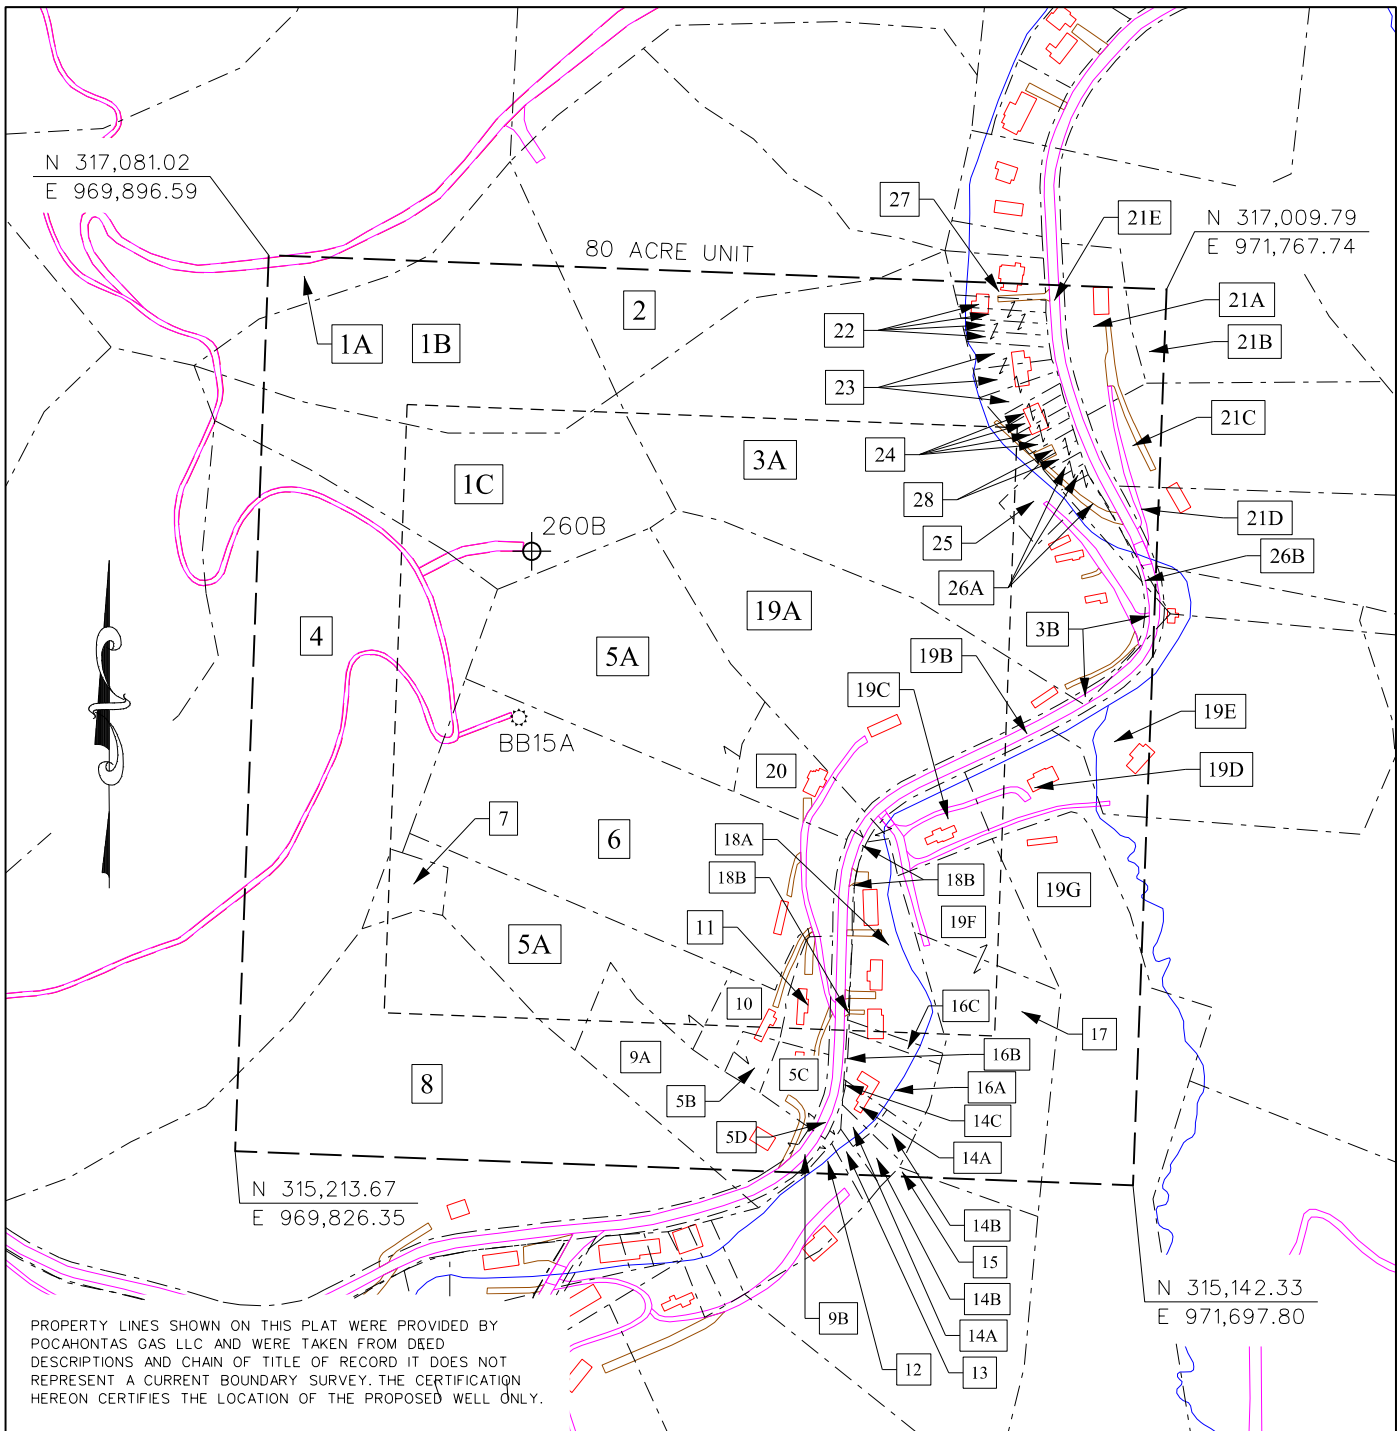 N 317,081.02
E 969,896.59
80 ACRE UNIT
N 317,009.79
E 971,767.74
27
21E
21A
21B
22
23
21C
24
28
25
21D
26A
26B
1A
1B
2
3A
1C
260B
4
5A
19A
3B
19B
19C
19E
19D
BB15A
20
7
6
18A
18B
18B
19G
19F
11
5A
10
16C
17
9A
5C
16B
16A
5B
14C
8
5D
14A
14B
15
14B
14A
13
12
9B
N 315,213.67
E 969,826.35
N 315,142.33
E 971,697.80
PROPERTY LINES SHOWN ON THIS PLAT WERE PROVIDED BY
POCAHONTAS GAS LLC AND WERE TAKEN FROM DEED
DESCRIPTIONS AND CHAIN OF TITLE OF RECORD IT DOES NOT
REPRESENT A CURRENT BOUNDARY SURVEY. THE CERTIFICATION
HEREON CERTIFIES THE LOCATION OF THE PROPOSED WELL ONLY.